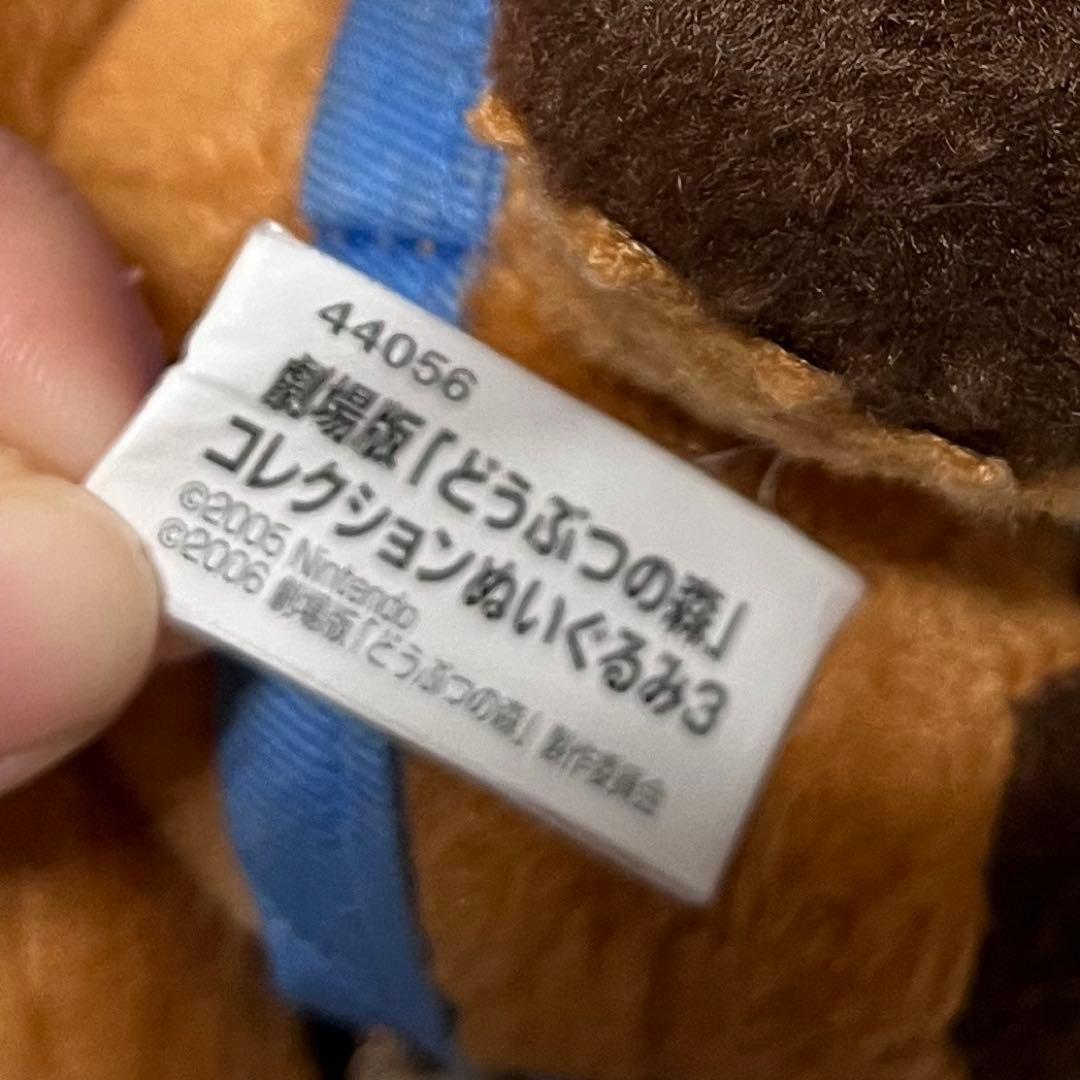 44056
劇場版「どうぶつの森」
コレクションぬいぐるみ3
©2005 Nintendo
©2006 劇場版「どうぶつの森」製作委員会